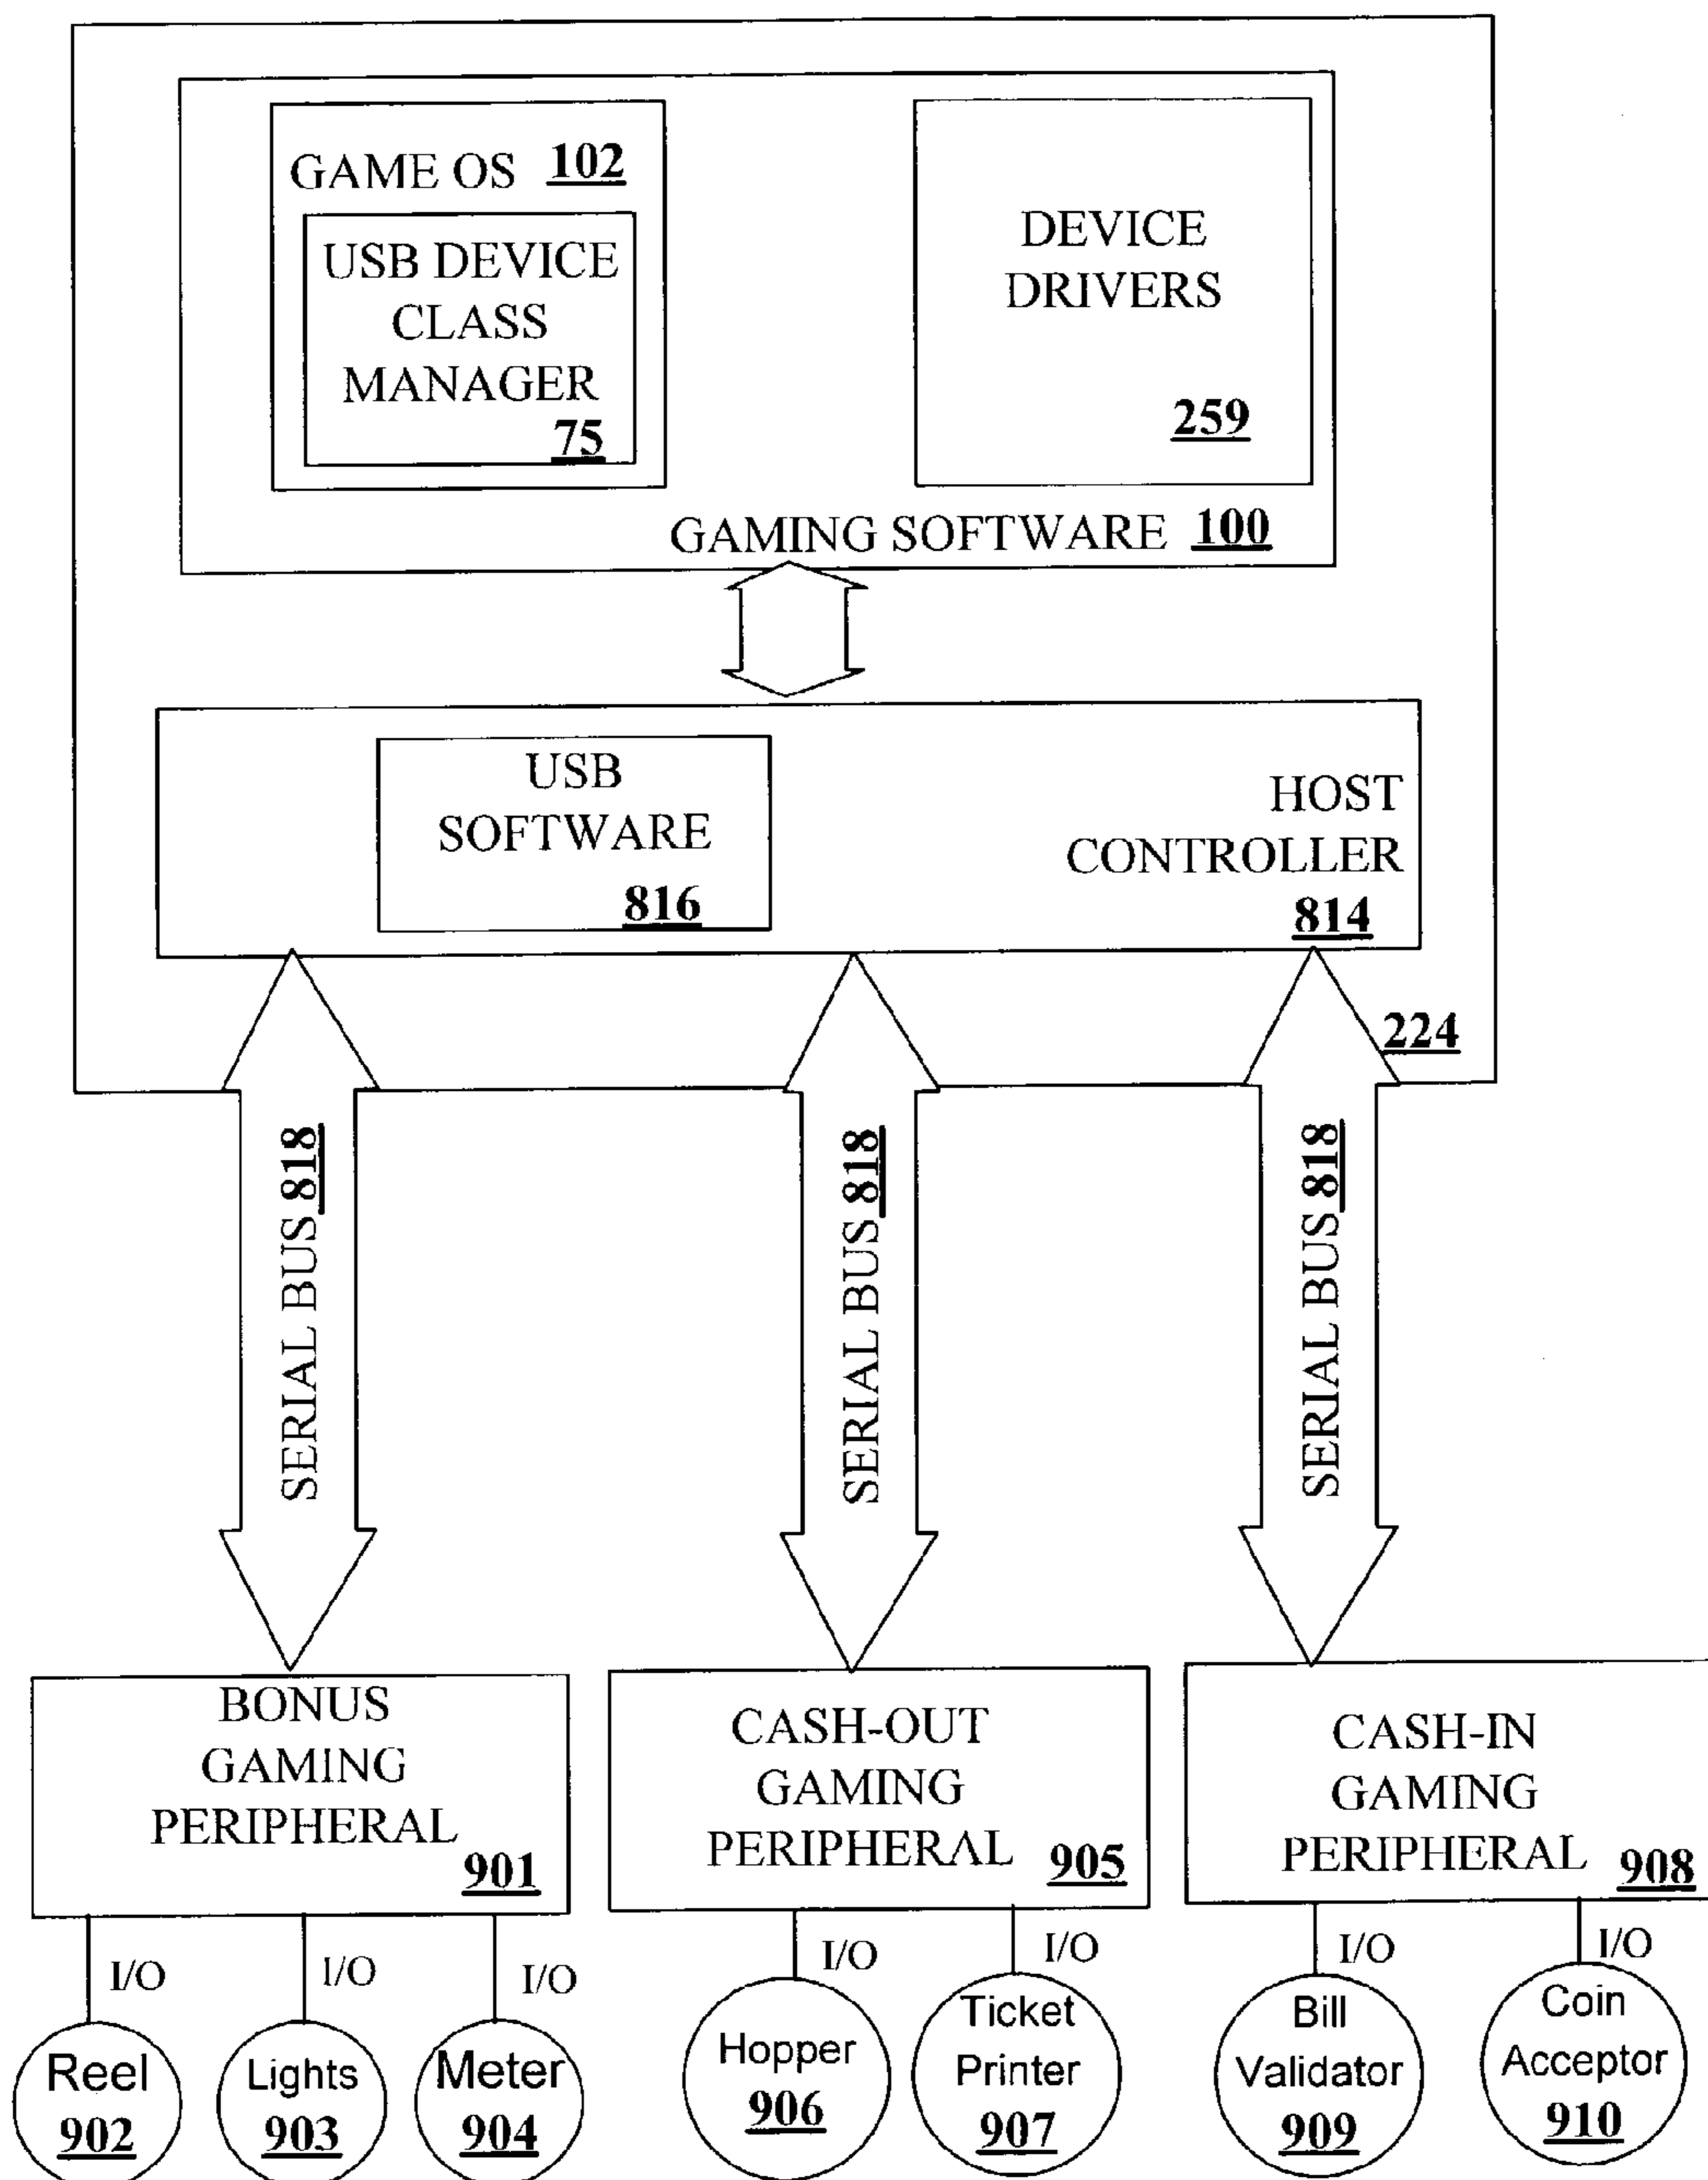 GAME OS 102
USB DEVICE
CLASS
MANAGER
75
DEVICE
DRIVERS
259
GAMING SOFTWARE 100
USB
SOFTWARE
816
HOST
CONTROLLER
814
224
SERIAL BUS 818
SERIAL BUS 818
SERIAL BUS 818
BONUS
GAMING
PERIPHERAL
901
CASH-OUT
GAMING
PERIPHERAL 905
CASH-IN
GAMING
PERIPHERAL 908
I/O
I/O
I/O
I/O
I/O
I/O
I/O
Reel
902
Lights
903
Meter
904
Hopper
906
Ticket
Printer
907
Bill
Validator
909
Coin
Acceptor
910